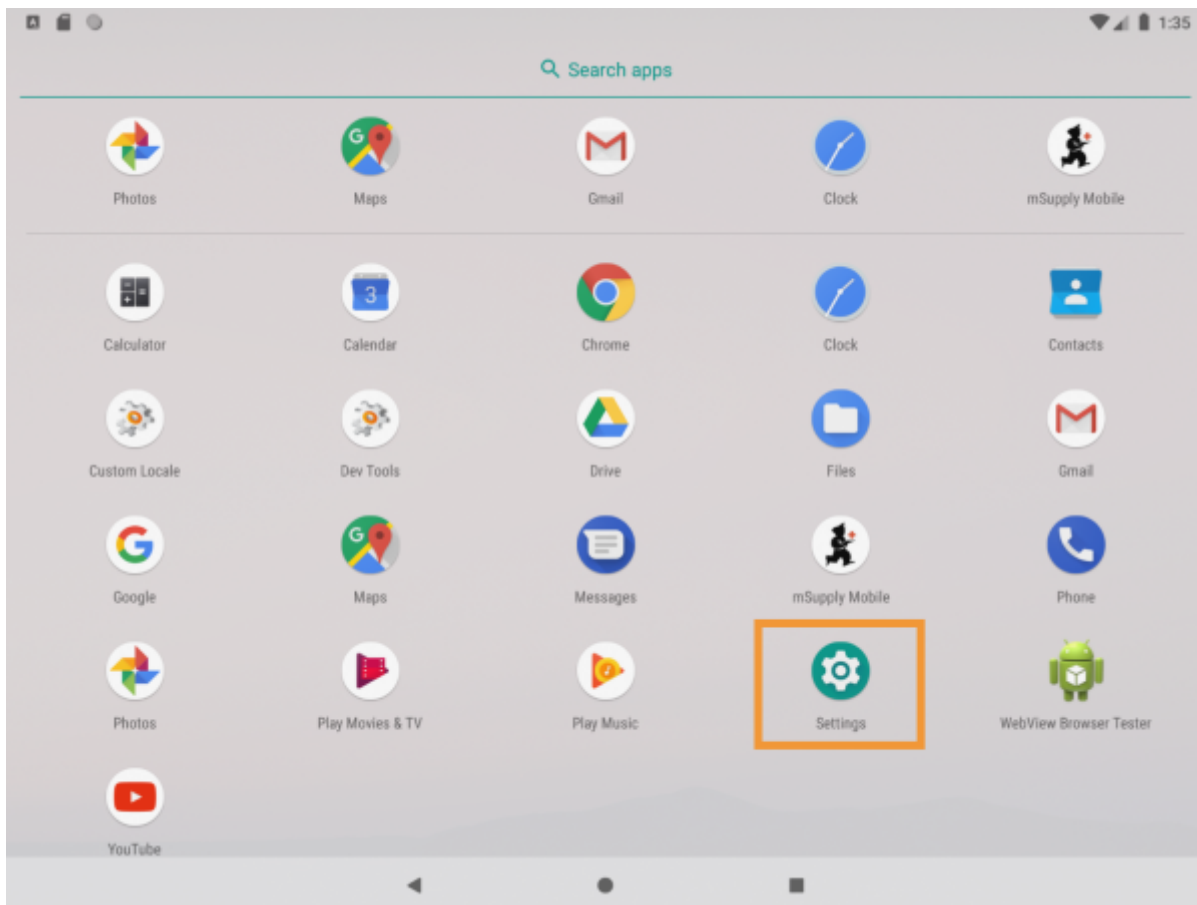 1:35
Search apps
Photos Maps Gmail Clock mSupply Mobile
Calculator Calendar Chrome Clock Contacts
Custom Locale Dev Tools Drive Files Gmail
Google Maps Messages mSupply Mobile Phone
Photos Play Movies & TV Play Music Settings WebView Browser Tester
YouTube